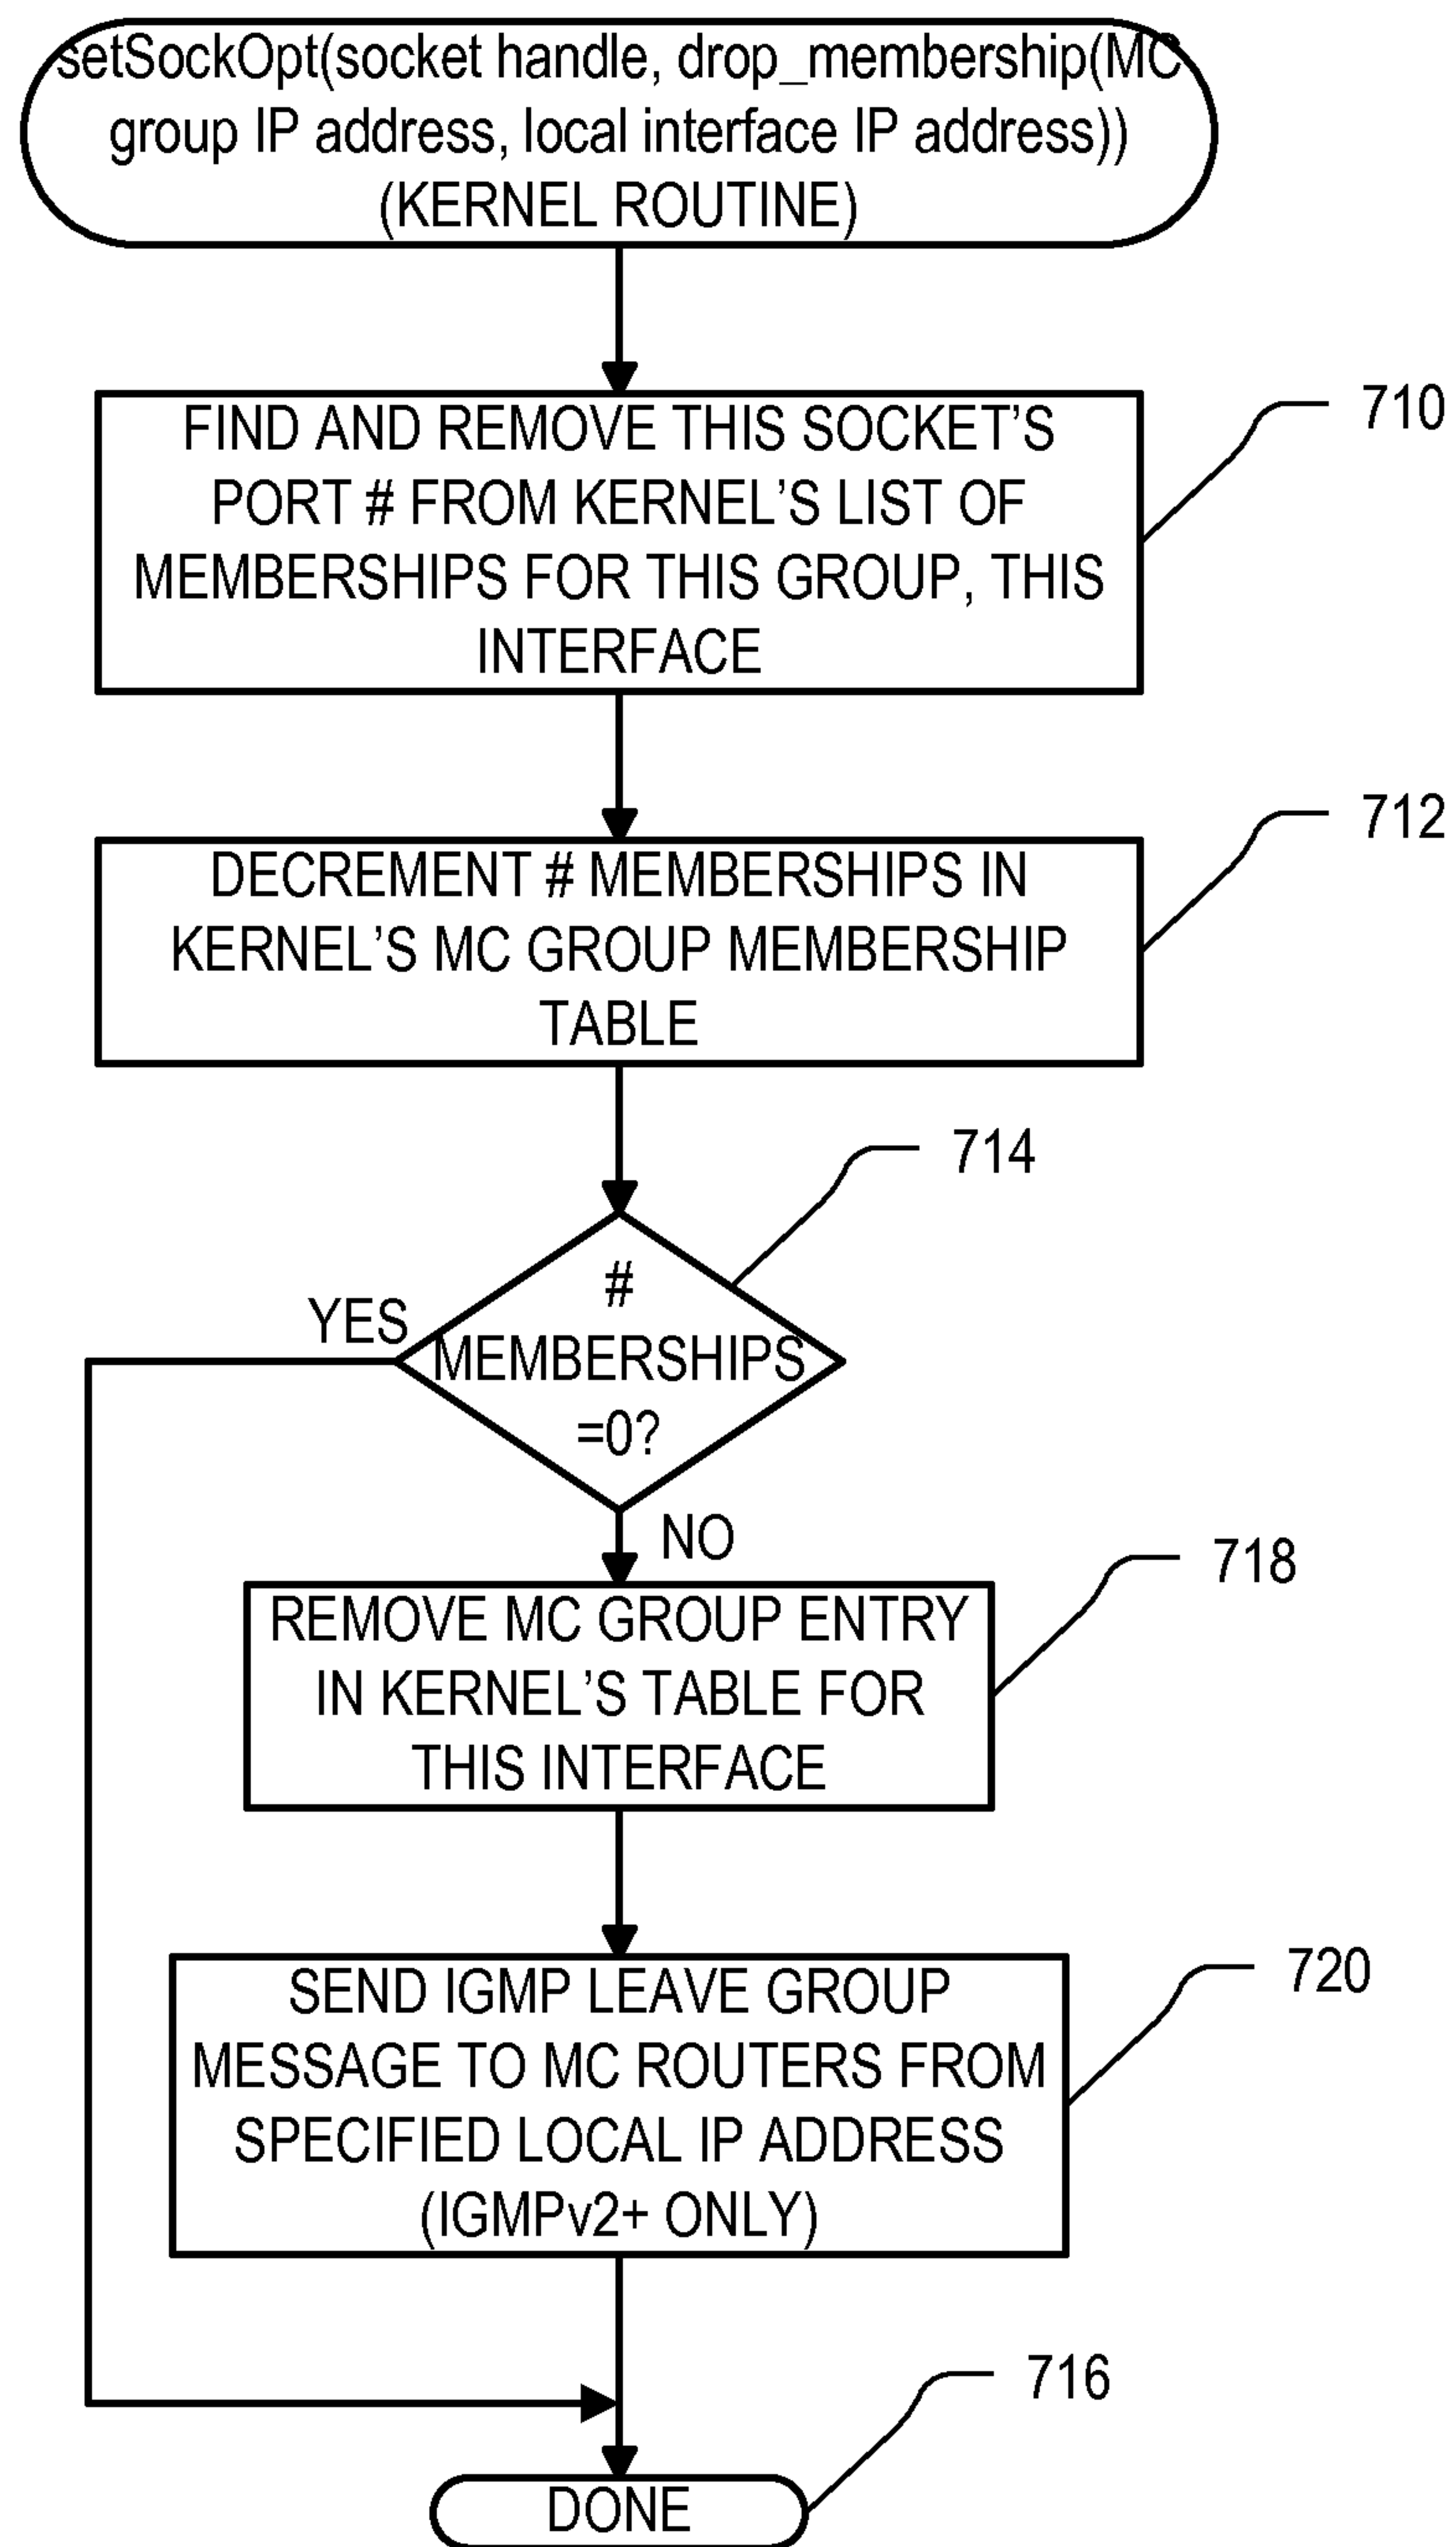 setSockOpt(socket handle, drop_membership(MC
group IP address, local interface IP address))
(KERNEL ROUTINE)
FIND AND REMOVE THIS SOCKET'S
PORT # FROM KERNEL'S LIST OF
MEMBERSHIPS FOR THIS GROUP, THIS
INTERFACE
710
DECREMENT # MEMBERSHIPS IN
KERNEL'S MC GROUP MEMBERSHIP
TABLE
712
714
#
MEMBERSHIPS
=0?
YES
NO
718
REMOVE MC GROUP ENTRY
IN KERNEL'S TABLE FOR
THIS INTERFACE
720
SEND IGMP LEAVE GROUP
MESSAGE TO MC ROUTERS FROM
SPECIFIED LOCAL IP ADDRESS
(IGMPv2+ ONLY)
716
DONE